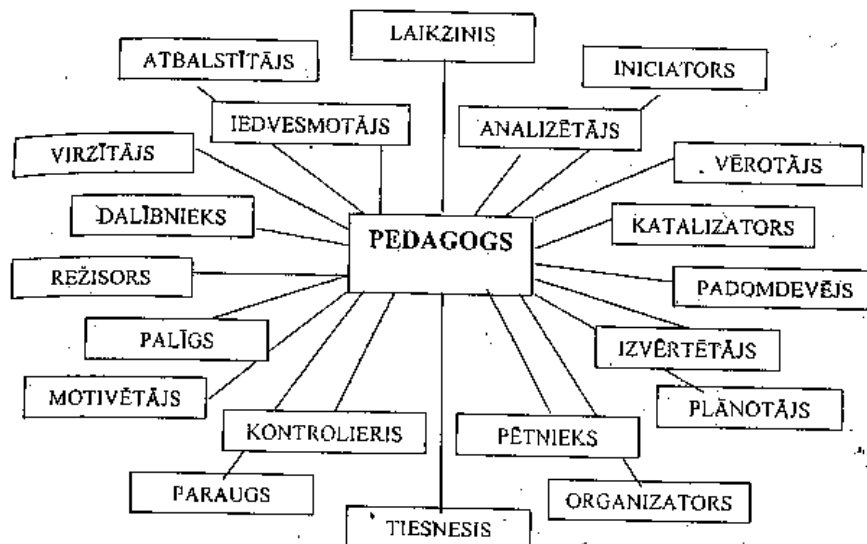 LAIKZINIS
ATBALSTĪTĀJS
INICIATORS
IEDVESMOTĀJS
ANALIZĒTĀJS
VIRZĪTĀJS
VĒROTĀJS
DALĪBNIEKS
PEDAGOGS
KATALIZATORS
REŽISORS
PADOMDEVĒJS
PALĪGS
IZVĒRTĒTĀJS
MOTIVĒTĀJS
PLĀNOTĀJS
KONTROLIERIS
PĒTNIEKS
PARAUGS
ORGANIZATORS
TIESNESIS